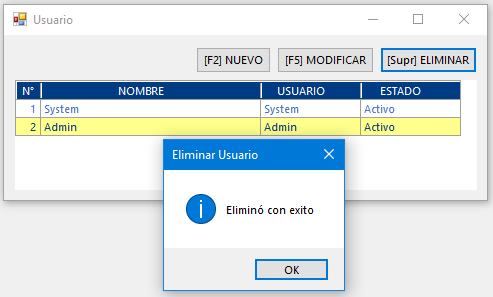 Usuario
[F2] NUEVO [F5] MODIFICAR [Supr] ELIMINAR
N° NOMBRE USUARIO ESTADO
1 System System Activo
2 Admin Admin Activo
Eliminar Usuario
Eliminó con exito
OK